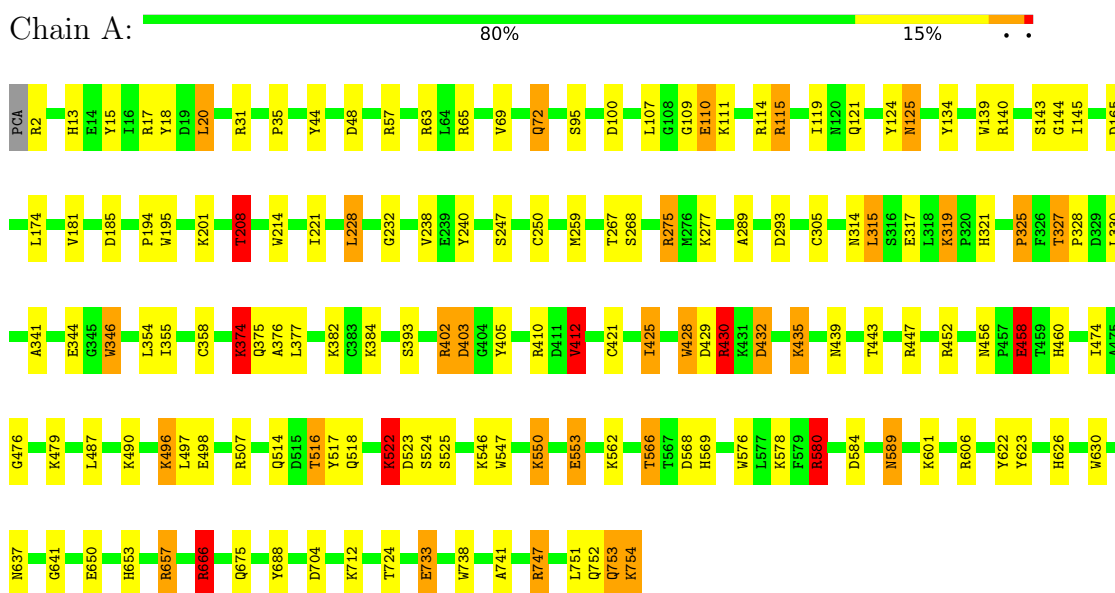 Chain A:
80% 15% • •
PCA R2 H13 E14 Y15 I16 R17 Y18 D19 L20 R31 P35 Y44 D48 R57 R63 L64 R65 V69 Q72 S95 D100 L107 G108 G109 E110 K111 R114 R115 I119 N120 Q121 Y124 N125 Y134 W139 R140 S143 G144 I145
L174 V181 D185 P194 W195 K201 T208 W214 I221 L228 G232 V238 E239 Y240 S247 C250 M259 T267 S268 R275 M276 K277 A289 D293 C305 N314 L315 S316 E317 L318 K319 P320 H321 P325 F326 T327 P328 D329 L330
A341 E344 G345 W346 L354 I355 C358 K374 Q375 A376 L377 K382 C383 K384 S393 R402 D403 G404 Y405 R410 D411 V412 C421 I425 W428 D429 R430 K431 D432 K435 N439 T443 R447 R452 N456 P457 E458 T459 H460 I474 A475
G476 K479 L487 K490 K496 L497 E498 R507 Q514 D515 T516 Y517 Q518 K522 D523 S524 S525 K546 W547 K550 E553 K562 T566 T567 D568 H569 W576 L577 K578 F579 R580 D584 N589 K601 R606 Y622 Y623 H626 W630
N637 G641 E650 H653 R657 R666 Q675 Y688 D704 K712 T724 E733 W738 A741 R747 L751 Q752 Q753 K754